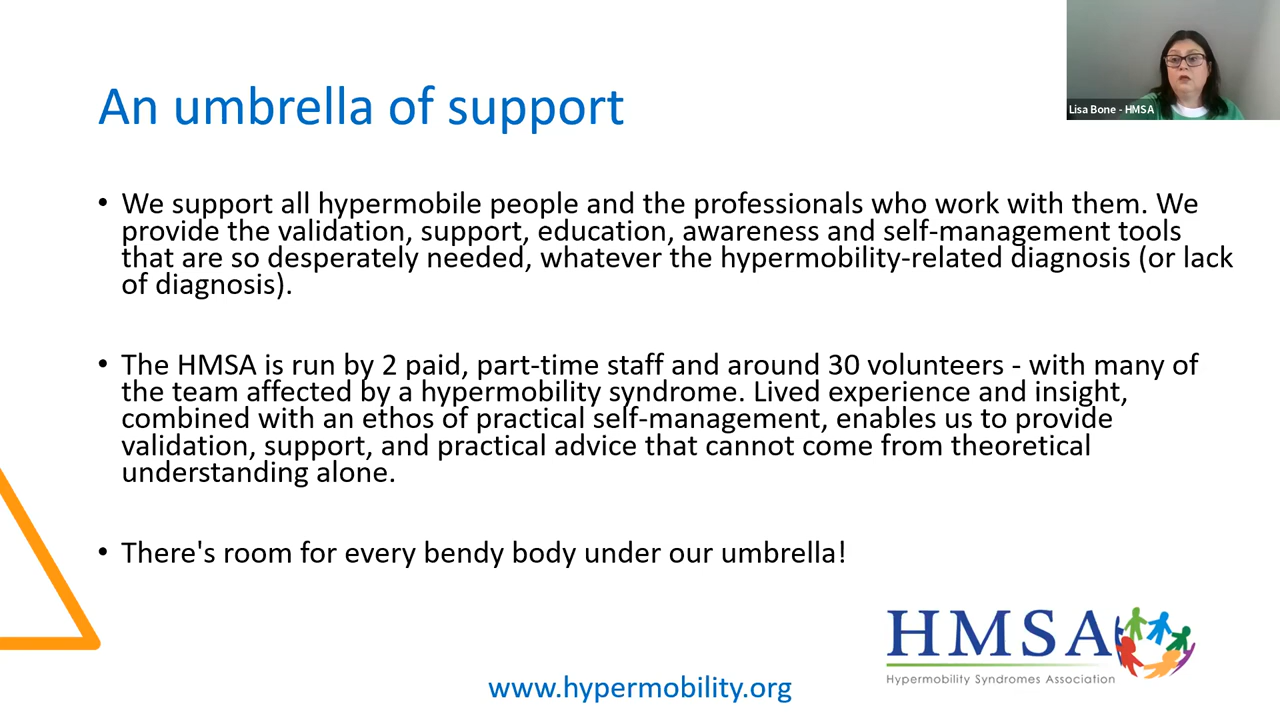 An umbrella of support
Lisa Bone - HMSA
• We support all hypermobile people and the professionals who work with them. We
provide the validation, support, education, awareness and self-management tools
that are so desperately needed, whatever the hypermobility-related diagnosis (or lack
of diagnosis).
• The HMSA is run by 2 paid, part-time staff and around 30 volunteers - with many of
the team affected by a hypermobility syndrome. Lived experience and insight,
combined with an ethos of practical self-management, enables us to provide
validation, support, and practical advice that cannot come from theoretical
understanding alone.
• There's room for every bendy body under our umbrella!
HMSA
Hypermobility Syndromes Association
www.hypermobility.org